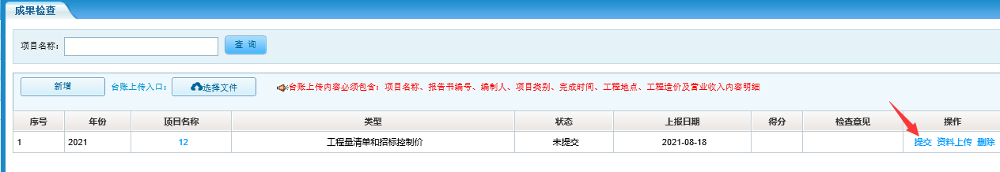 成果检查
项目名称： 查 询
新增 台账上传入口： 选择文件 台账上传内容必须包含：项目名称、报告书编号、编制人、项目类别、完成时间、工程地点、工程造价及营业收入内容明细
序号 年份 项目名称 类型 状态 上报日期 得分 检查意见 操作
1 2021 12 工程量清单和招标控制价 未提交 2021-08-18 提交 资料上传 删除